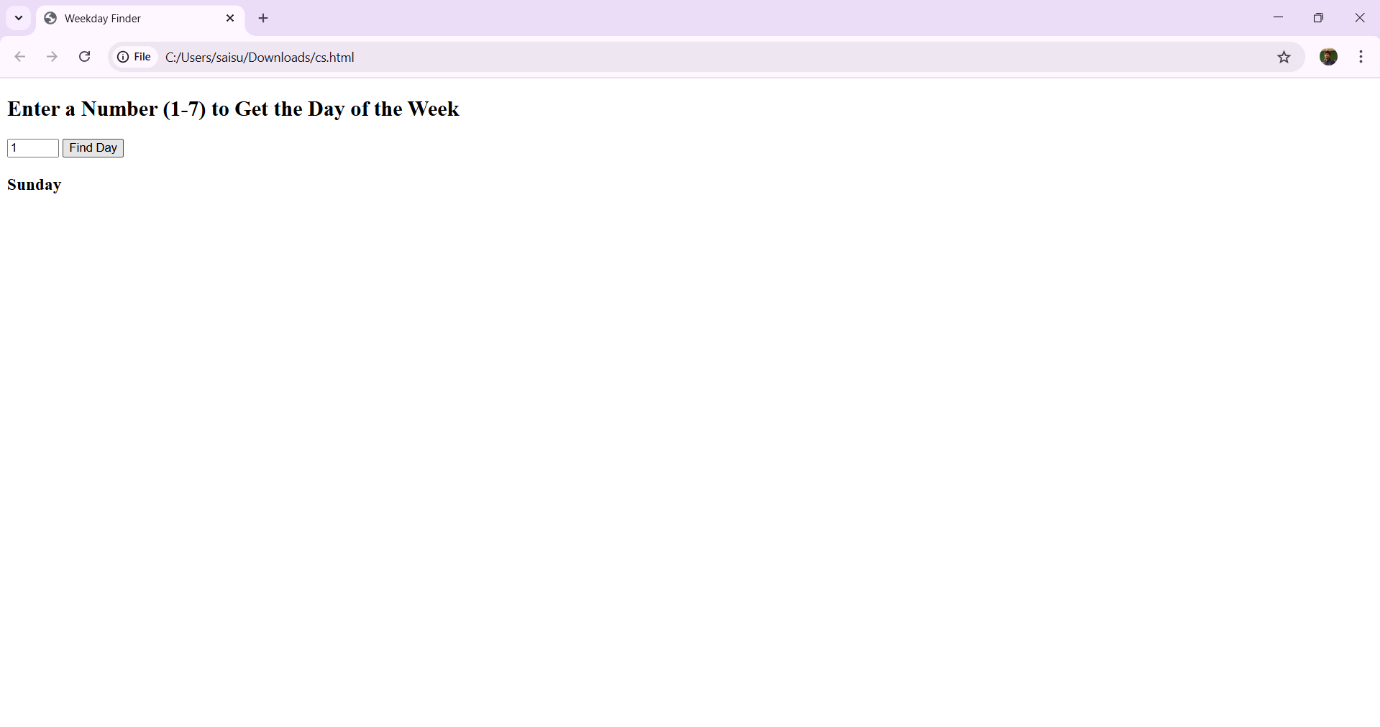 Weekday Finder
File C:/Users/saisu/Downloads/cs.html
Enter a Number (1-7) to Get the Day of the Week
1 Find Day
Sunday